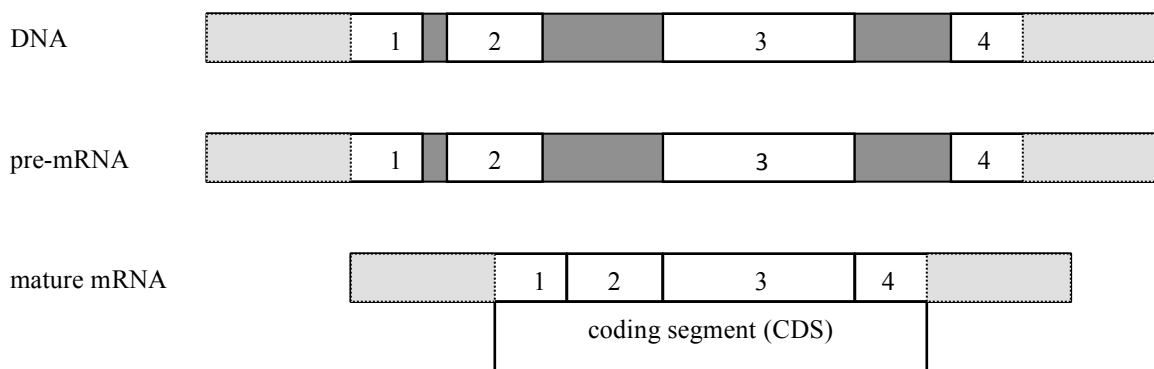 DNA 1 2 3 4
pre-mRNA 1 2 3 4
mature mRNA 1 2 3 4
coding segment (CDS)